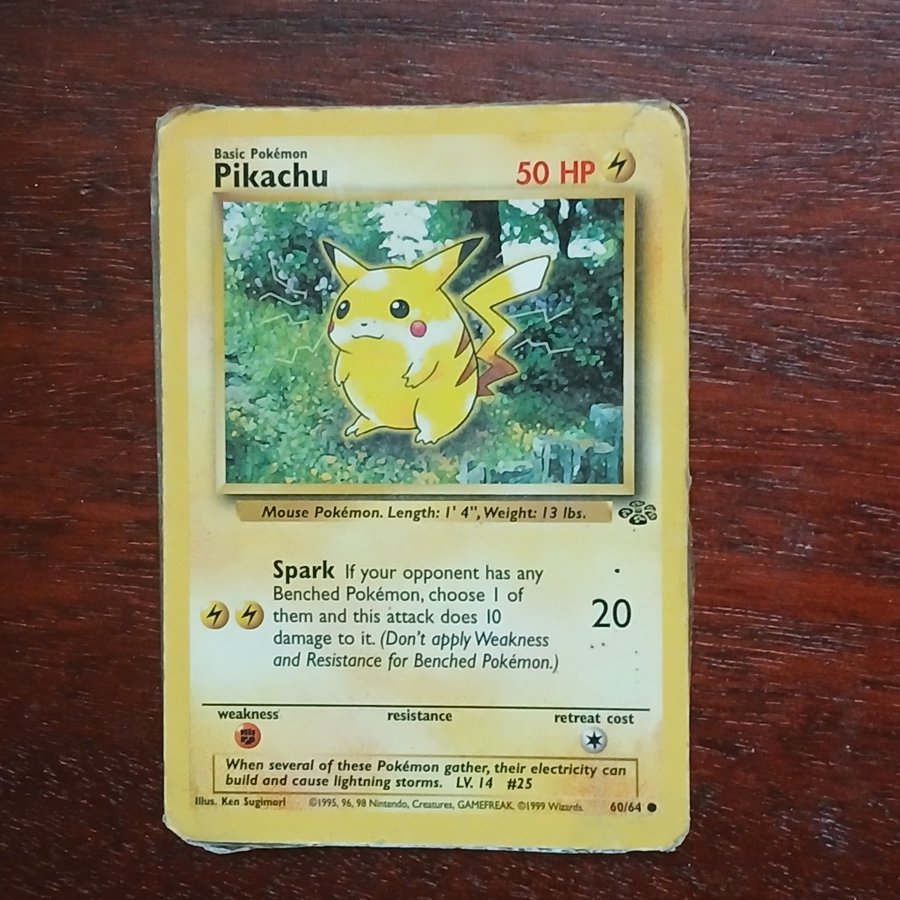 Basic Pokémon
Pikachu
50 HP
Mouse Pokémon. Length: 1' 4", Weight: 13 lbs.
Spark If your opponent has any
Benched Pokémon, choose 1 of
them and this attack does 10
damage to it. (Don't apply Weakness
and Resistance for Benched Pokémon.)
20
weakness resistance retreat cost
When several of these Pokémon gather, their electricity can
build and cause lightning storms. LV. 14 #25
Illus. Ken Sugimori ©1995, 96, 98 Nintendo, Creatures, GAMEFREAK. ©1999 Wizards. 60/64